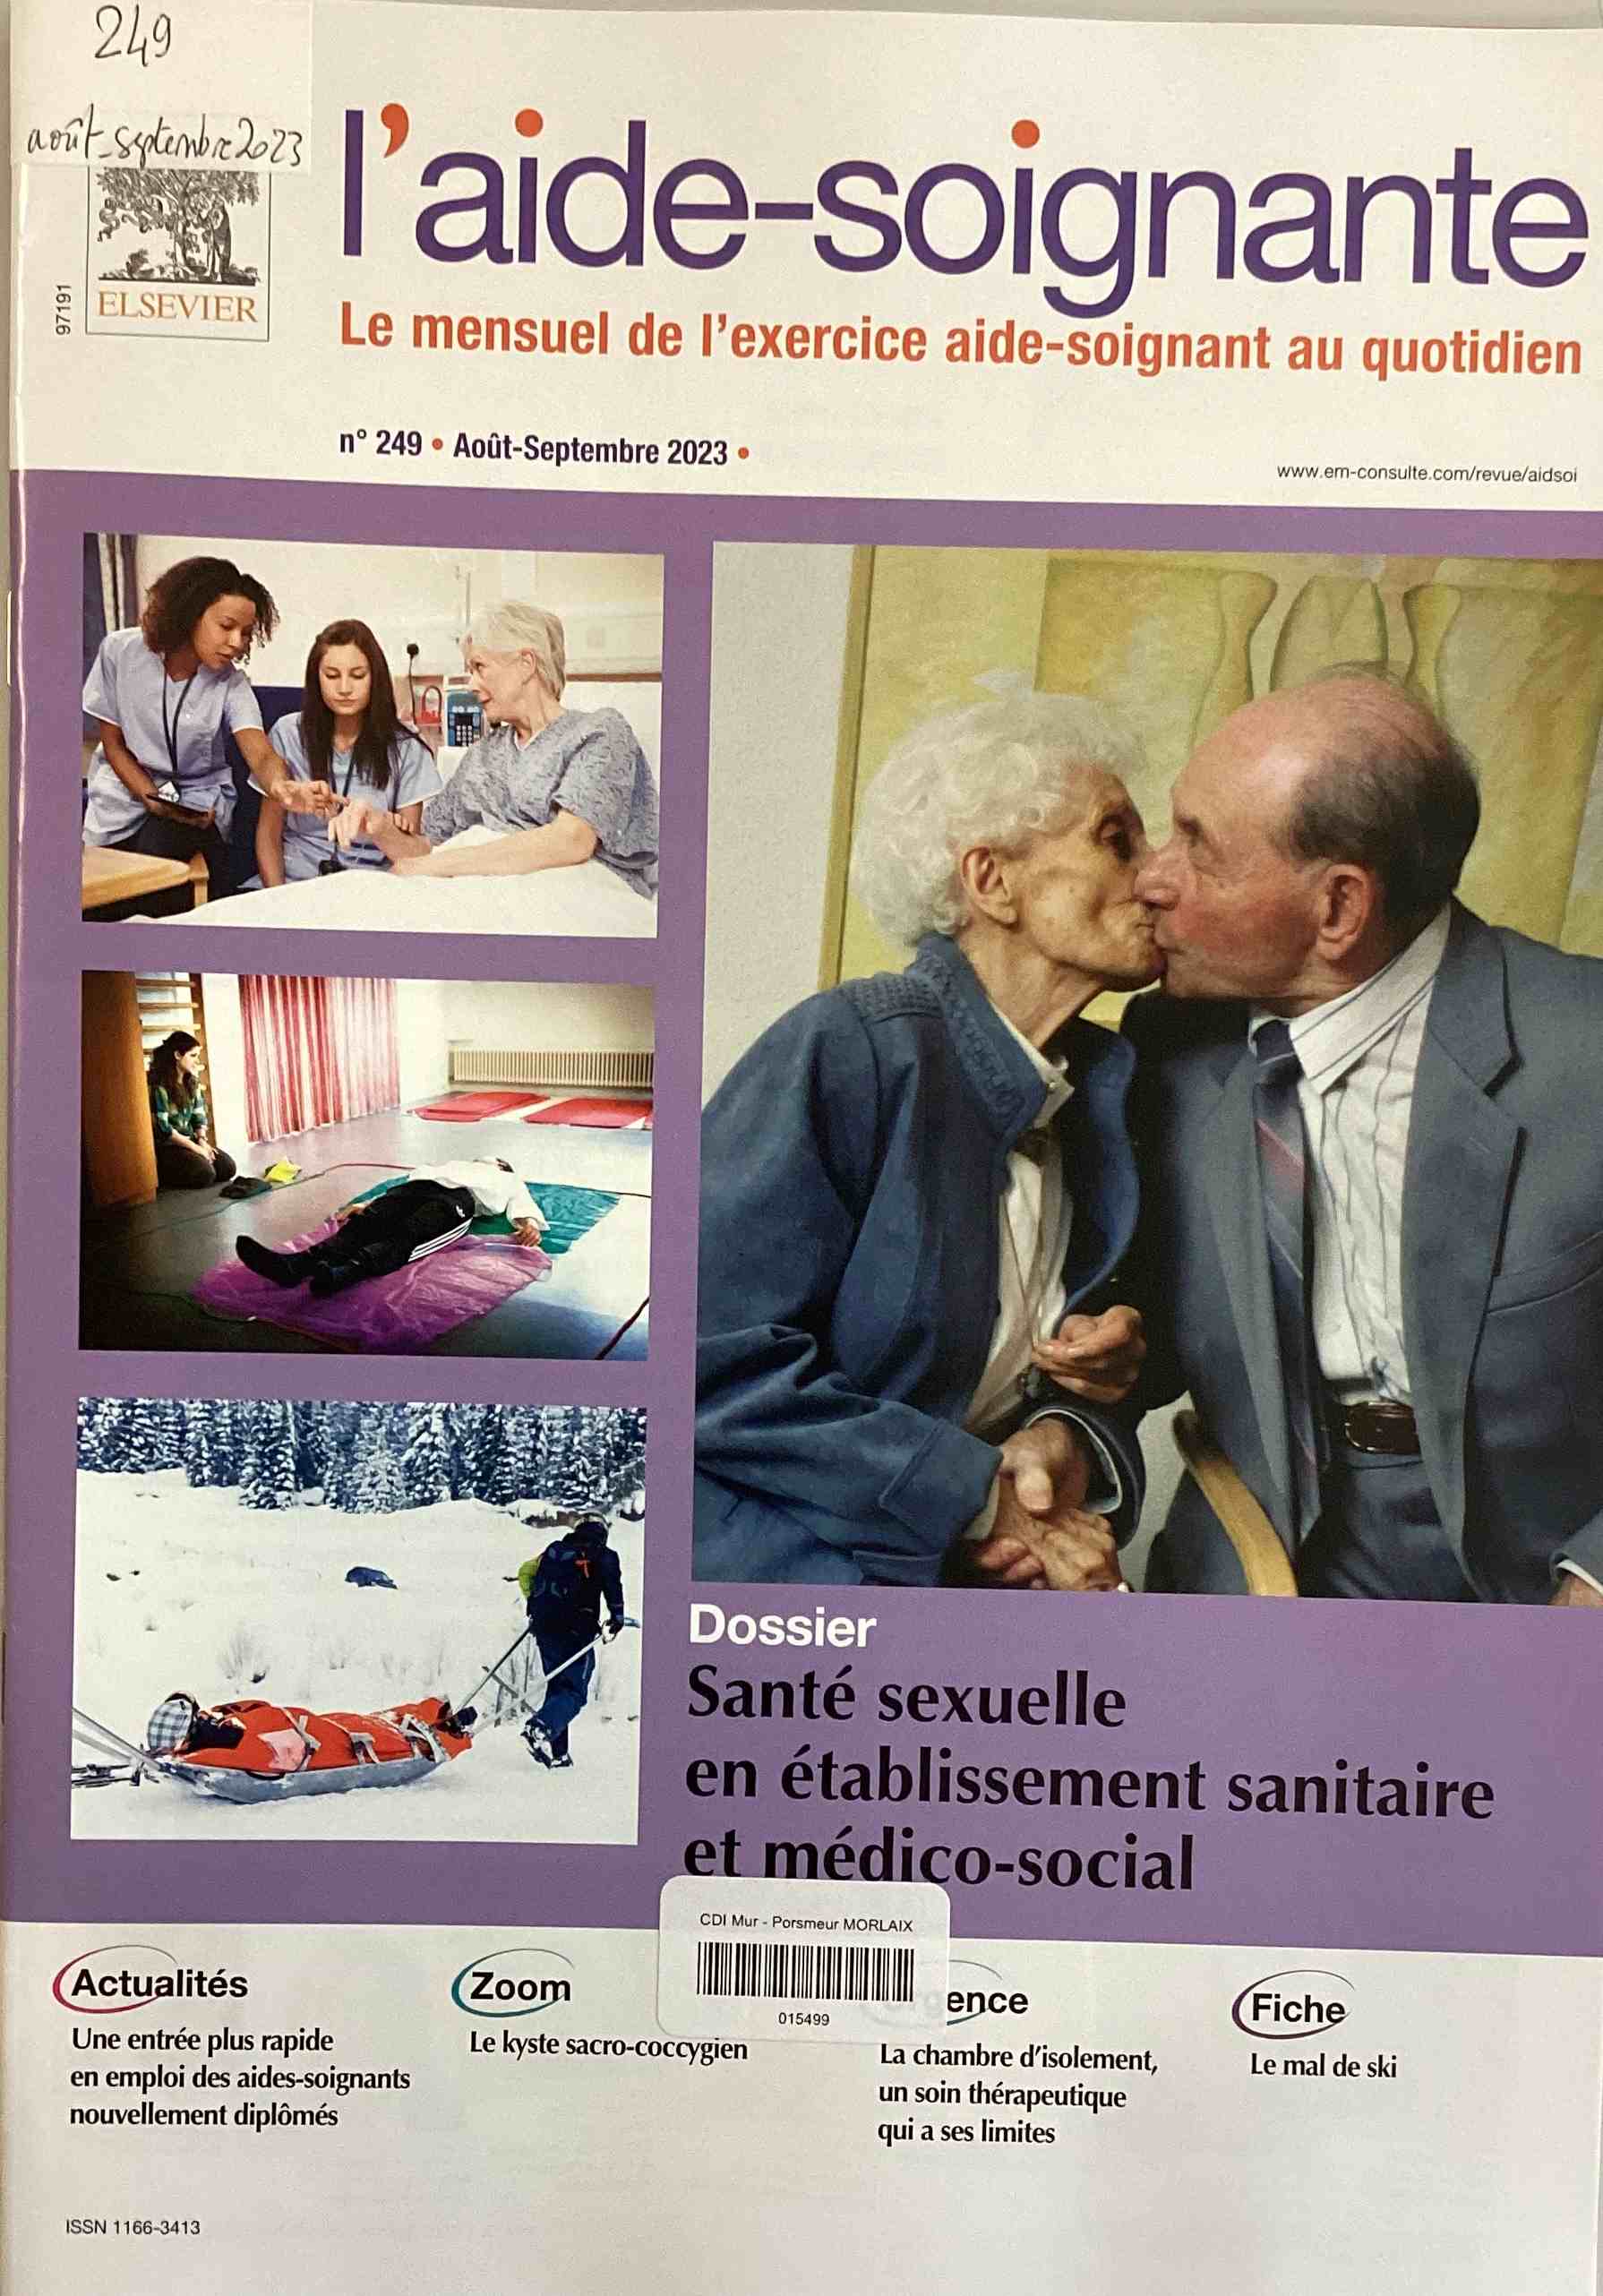 249
août-septembre 2023
l'aide-soignante
97191
ELSEVIER
Le mensuel de l'exercice aide-soignant au quotidien
n° 249 • Août-Septembre 2023 •
www.em-consulte.com/revue/aidsoi
Dossier
Santé sexuelle
en établissement sanitaire
et médico-social
CDI Mur - Porsmeur MORLAIX
015499
Actualités
Une entrée plus rapide
en emploi des aides-soignants
nouvellement diplômés
Zoom
Le kyste sacro-coccygien
ence
La chambre d'isolement,
un soin thérapeutique
qui a ses limites
Fiche
Le mal de ski
ISSN 1166-3413